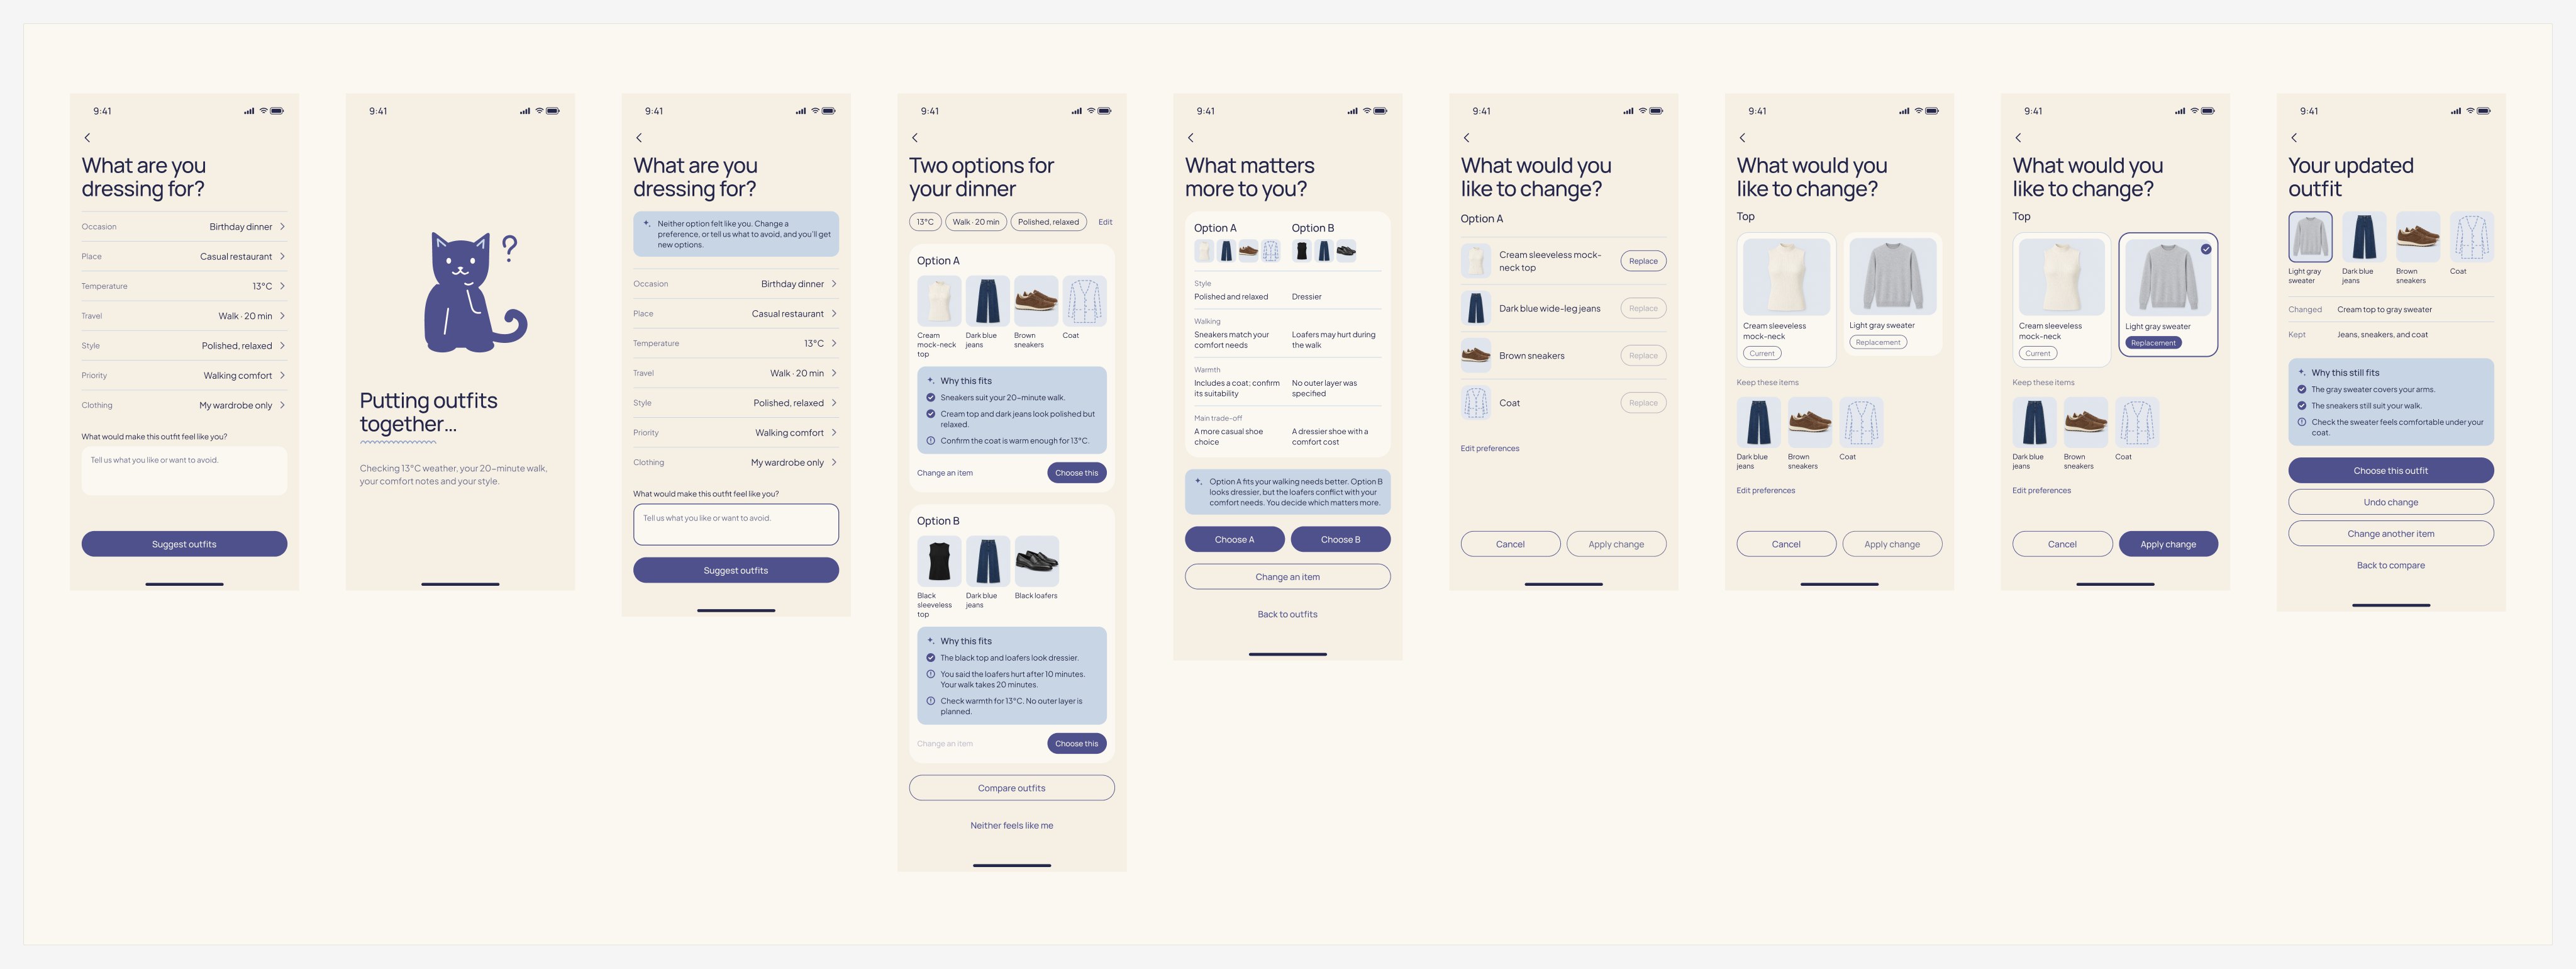 9:41
What are you
dressing for?
Occasion Birthday dinner
Place Casual restaurant
Temperature 13°C
Travel Walk · 20 min
Style Polished, relaxed
Priority Walking comfort
Clothing My wardrobe only
What would make this outfit feel like you?
Tell us what you like or want to avoid.
Suggest outfits
9:41
?
Putting outfits
together...
Checking 13°C weather, your 20-minute walk,
your comfort notes and your style.
9:41
What are you
dressing for?
Neither option felt like you. Change a
preference, or tell us what to avoid, and you'll get
new options.
Occasion Birthday dinner
Place Casual restaurant
Temperature 13°C
Travel Walk · 20 min
Style Polished, relaxed
Priority Walking comfort
Clothing My wardrobe only
What would make this outfit feel like you?
Tell us what you like or want to avoid.
Suggest outfits
9:41
Two options for
your dinner
13°C Walk · 20 min Polished, relaxed Edit
Option A
Cream
mock-neck
top
Dark blue
jeans
Brown
sneakers
Coat
Why this fits
Sneakers suit your 20-minute walk.
Cream top and dark jeans look polished but
relaxed.
Confirm the coat is warm enough for 13°C.
Change an item Choose this
Option B
Black
sleeveless
top
Dark blue
jeans
Black loafers
Why this fits
The black top and loafers look dressier.
You said the loafers hurt after 10 minutes.
Your walk takes 20 minutes.
Check warmth for 13°C. No outer layer is
planned.
Change an item Choose this
Compare outfits
Neither feels like me
9:41
What matters
more to you?
Option A Option B
Style
Polished and relaxed Dressier
Walking
Sneakers match your
comfort needs
Loafers may hurt during
the walk
Warmth
Includes a coat; confirm
its suitability
No outer layer was
specified
Main trade-off
A more casual shoe
choice
A dressier shoe with a
comfort cost
Option A fits your walking needs better. Option B
looks dressier, but the loafers conflict with your
comfort needs. You decide which matters more.
Choose A Choose B
Change an item
Back to outfits
9:41
What would you
like to change?
Option A
Cream sleeveless mock-
neck top
Replace
Dark blue wide-leg jeans Replace
Brown sneakers Replace
Coat Replace
Edit preferences
Cancel Apply change
9:41
What would you
like to change?
Top
Cream sleeveless
mock-neck
Current
Light gray sweater
Replacement
Keep these items
Dark blue
jeans
Brown
sneakers
Coat
Edit preferences
Cancel Apply change
9:41
What would you
like to change?
Top
Cream sleeveless
mock-neck
Current
Light gray sweater
Replacement
Keep these items
Dark blue
jeans
Brown
sneakers
Coat
Edit preferences
Cancel Apply change
9:41
Your updated
outfit
Light gray
sweater
Dark blue
jeans
Brown
sneakers
Coat
Changed Cream top to gray sweater
Kept Jeans, sneakers, and coat
Why this still fits
The gray sweater covers your arms.
The sneakers still suit your walk.
Check the sweater feels comfortable under your
coat.
Choose this outfit
Undo change
Change another item
Back to compare